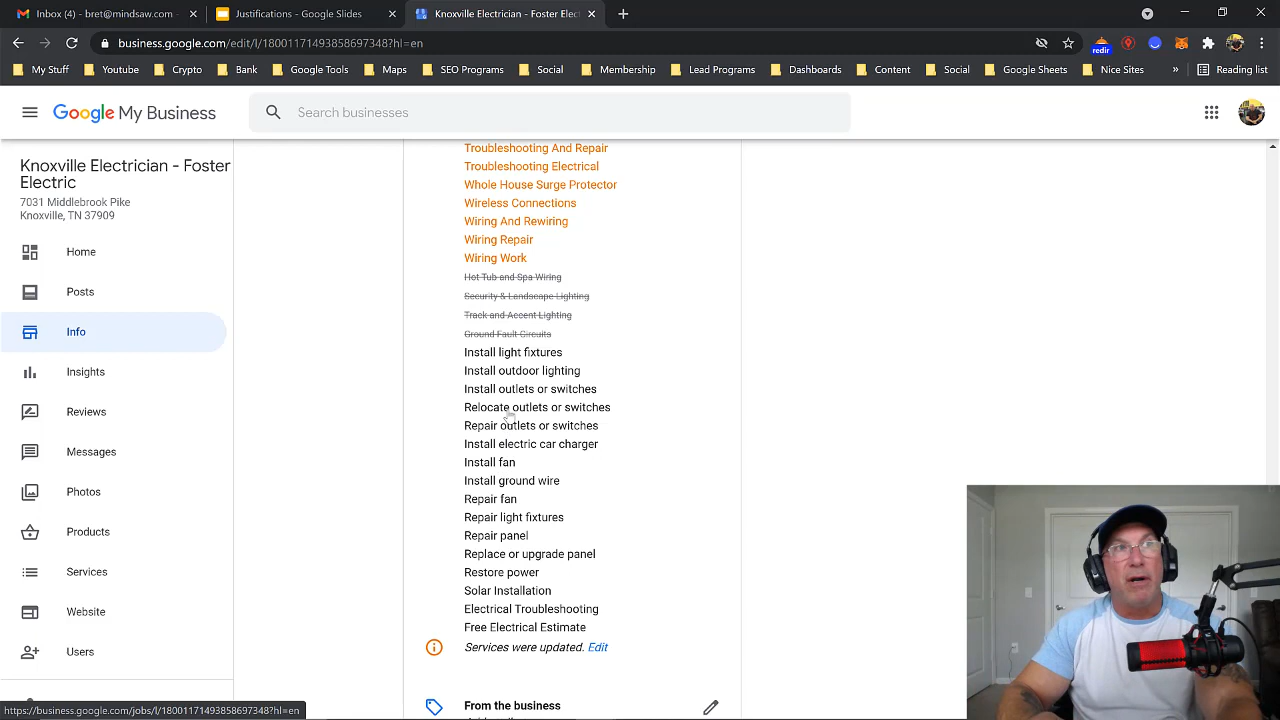 Inbox (4) - bret@mindsaw.com
Justifications - Google Slides
Knoxville Electrician - Foster Elect
business.google.com/edit/l/18001171493858697348?hl=en
redir
My Stuff
Youtube
Crypto
Bank
Google Tools
Maps
SEO Programs
Social
Membership
Lead Programs
Dashboards
Content
Social
Google Sheets
Nice Sites
»
Reading list
Google My Business
Search businesses
Knoxville Electrician - Foster
Electric
7031 Middlebrook Pike
Knoxville, TN 37909
Home
Posts
Info
Insights
Reviews
Messages
Photos
Products
Services
Website
Users
Troubleshooting And Repair
Troubleshooting Electrical
Whole House Surge Protector
Wireless Connections
Wiring And Rewiring
Wiring Repair
Wiring Work
Hot Tub and Spa Wiring
Security & Landscape Lighting
Track and Accent Lighting
Ground Fault Circuits
Install light fixtures
Install outdoor lighting
Install outlets or switches
Relocate outlets or switches
Repair outlets or switches
Install electric car charger
Install fan
Install ground wire
Repair fan
Repair light fixtures
Repair panel
Replace or upgrade panel
Restore power
Solar Installation
Electrical Troubleshooting
Free Electrical Estimate
Services were updated. Edit
From the business
https://business.google.com/jobs/l/18001171493858697348?hl=en